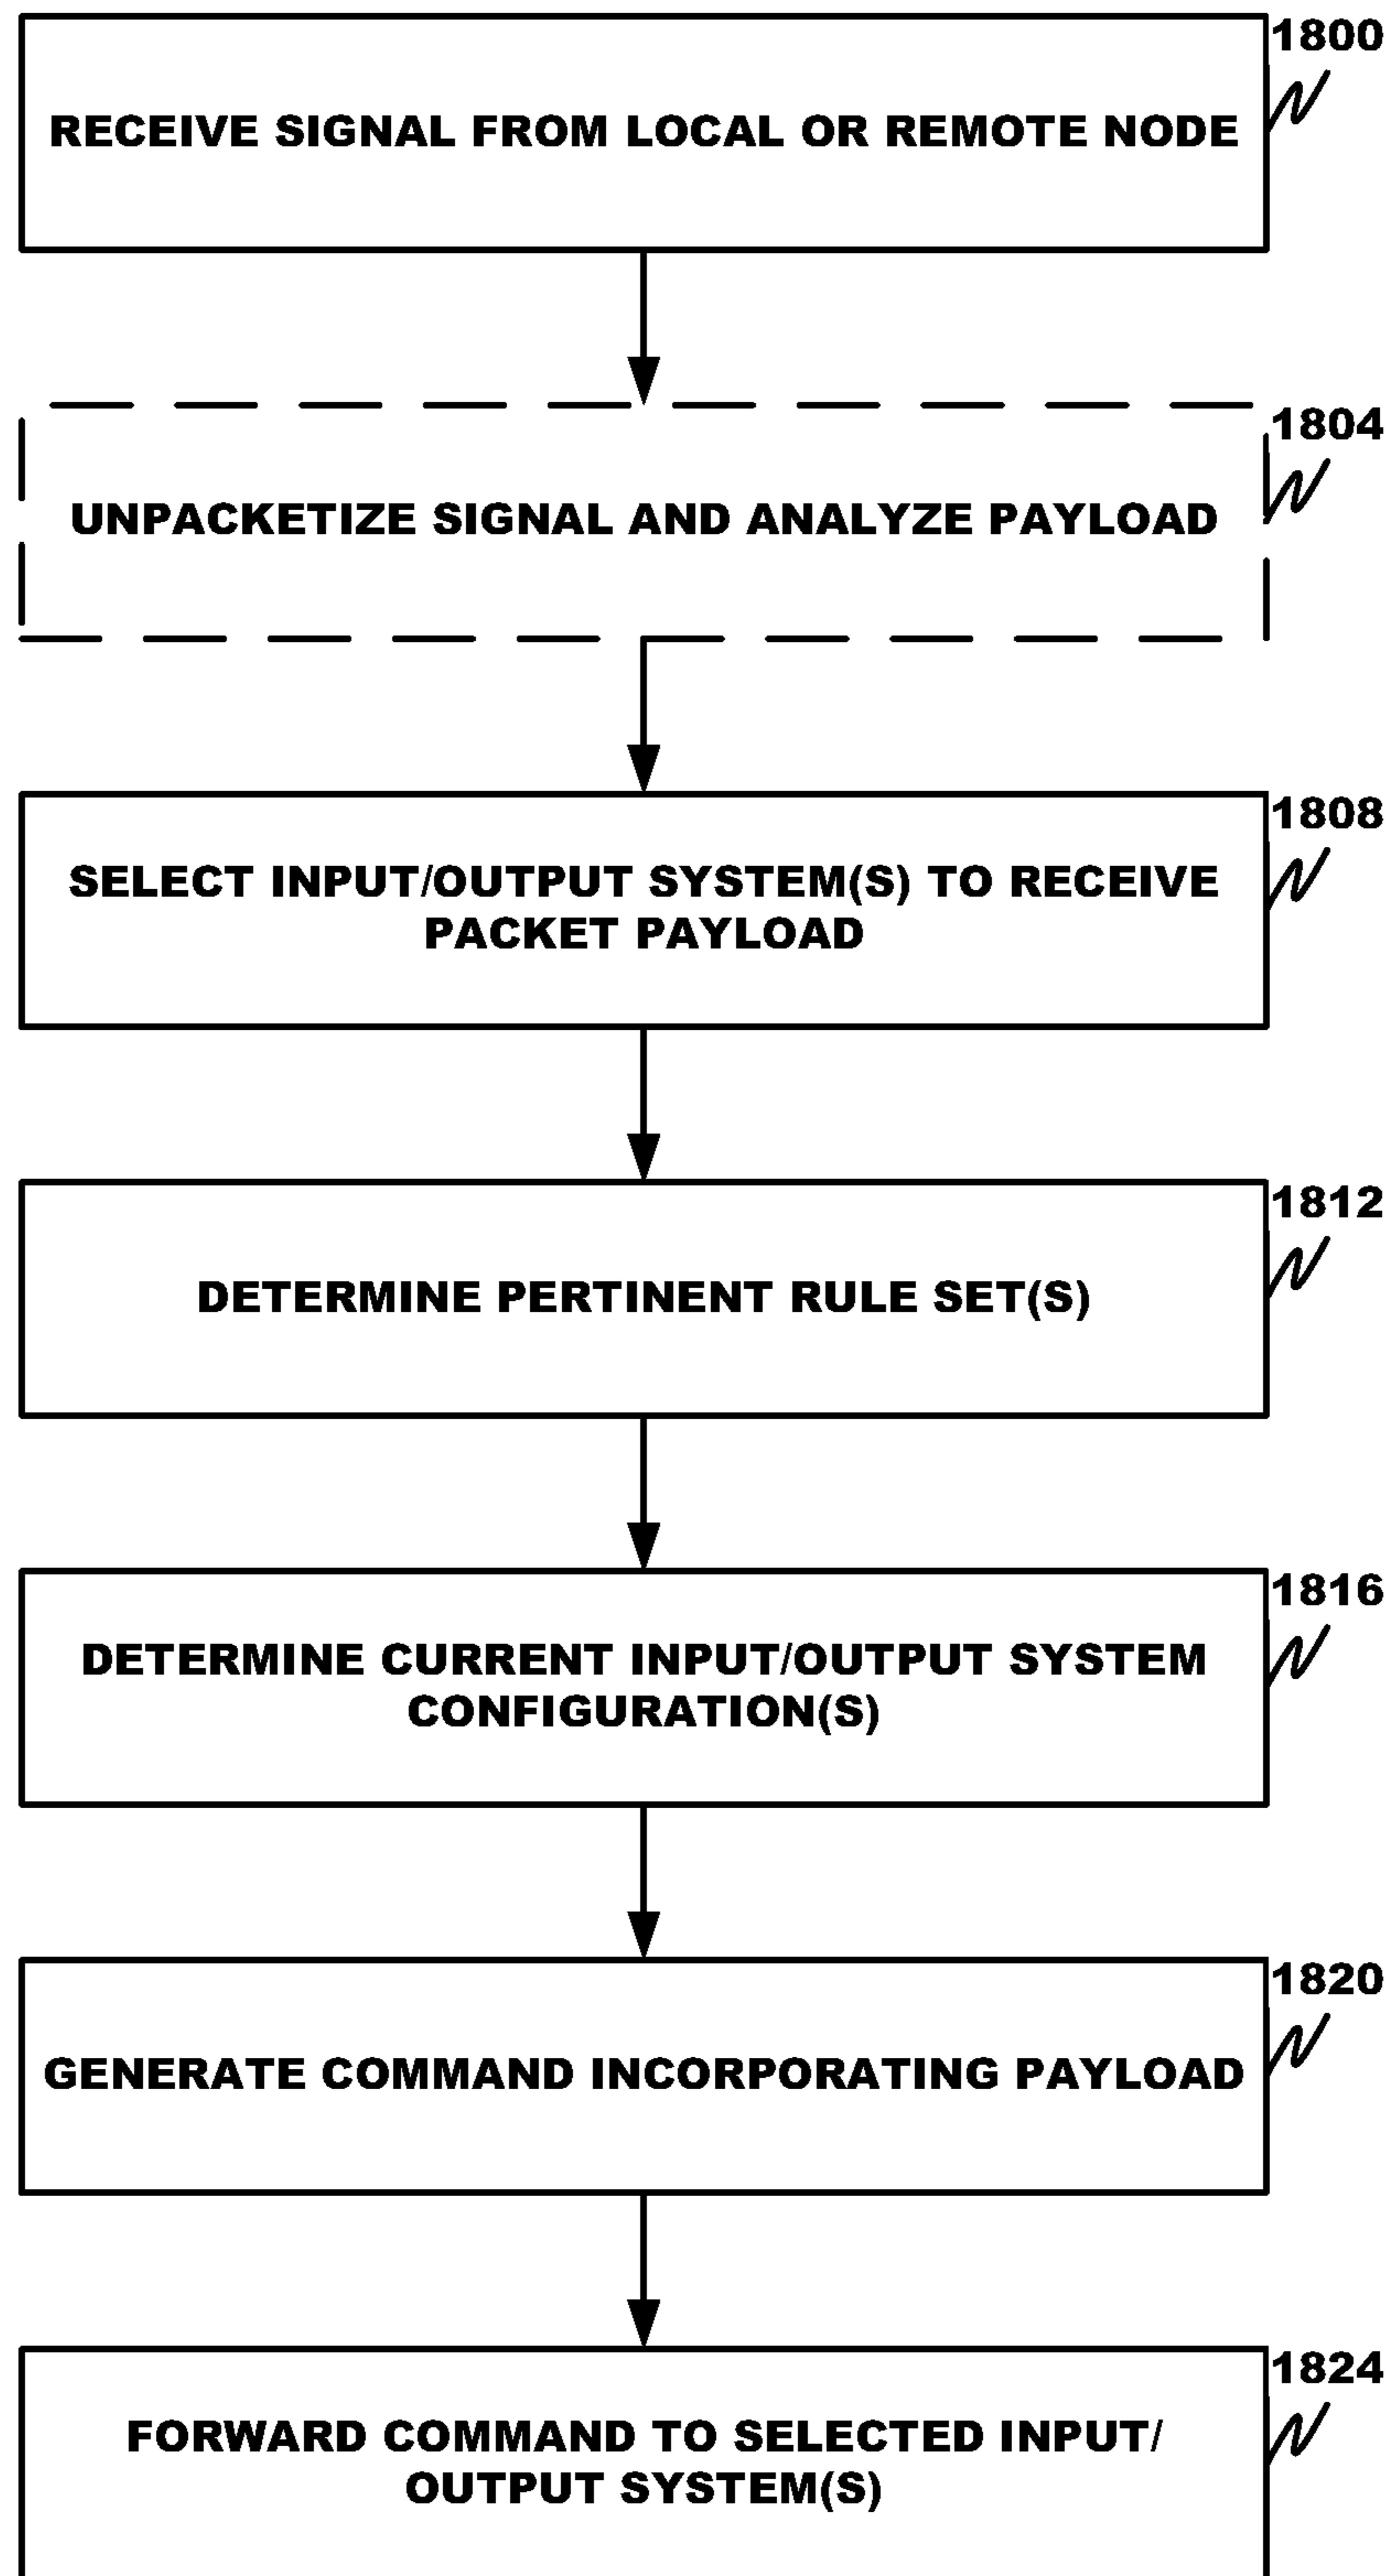 1800
RECEIVE SIGNAL FROM LOCAL OR REMOTE NODE
1804
UNPACKETIZE SIGNAL AND ANALYZE PAYLOAD
1808
SELECT INPUT/OUTPUT SYSTEM(S) TO RECEIVE
PACKET PAYLOAD
1812
DETERMINE PERTINENT RULE SET(S)
1816
DETERMINE CURRENT INPUT/OUTPUT SYSTEM
CONFIGURATION(S)
1820
GENERATE COMMAND INCORPORATING PAYLOAD
1824
FORWARD COMMAND TO SELECTED INPUT/
OUTPUT SYSTEM(S)